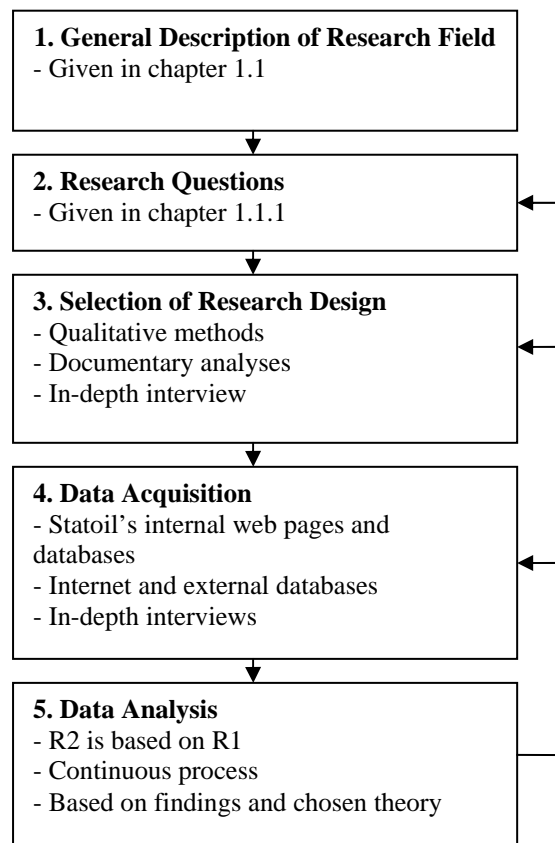 1. General Description of Research Field
- Given in chapter 1.1
2. Research Questions
- Given in chapter 1.1.1
3. Selection of Research Design
- Qualitative methods
- Documentary analyses
- In-depth interview
4. Data Acquisition
- Statoil’s internal web pages and
databases
- Internet and external databases
- In-depth interviews
5. Data Analysis
- R2 is based on R1
- Continuous process
- Based on findings and chosen theory